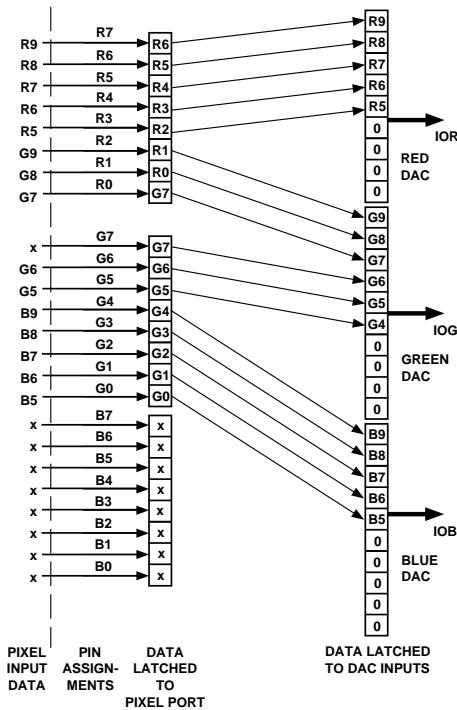 R9
R8
R7
R6
R5
G9
G8
G7
x
G6
G5
B9
B8
B7
B6
B5
x
x
x
x
x
x
x
x
PIXEL
INPUT
DATA
R7
R6
R5
R4
R3
R2
R1
R0
G7
G6
G5
G4
G3
G2
G1
G0
B7
B6
B5
B4
B3
B2
B1
B0
PIN
ASSIGN-
MENTS
R6
R5
R4
R3
R2
R1
R0
G7
G7
G6
G5
G4
G3
G2
G1
G0
x
x
x
x
x
x
x
x
DATA
LATCHED
TO
PIXEL PORT
R9
R8
R7
R6
R5
0
0
0
0
IOR
RED
DAC
G9
G8
G7
G6
G5
G4
0
0
0
0
IOG
GREEN
DAC
B9
B8
B7
B6
B5
0
0
0
0
0
IOB
BLUE
DAC
DATA LATCHED
TO DAC INPUTS